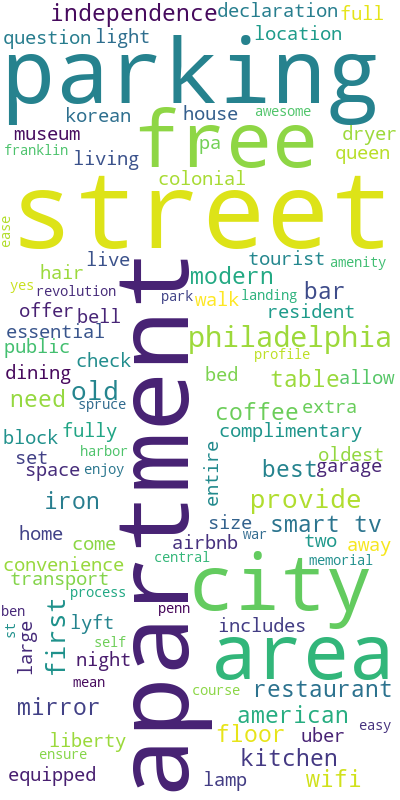 independence declaration full
question light location
parking
korean house awesome
museum free pa dryer
franklin living queen
colonial
street
ease
live tourist amenity
hair modern
yes revolution park walk landing bar
offer bell resident
essential philadelphia
public check profile
dining bed table allow
old
need spruce coffee extra
block fully complimentary
harbor oldest
set space enjoy entire best garage
iron provide
size smart tv
home come airbnb war two away
convenience central memorial
transport process city
apartment
ben st large first lyft penn includes
self area
night
mean course restaurant
mirror american easy
liberty floor uber
ensure kitchen
equipped lamp wifi